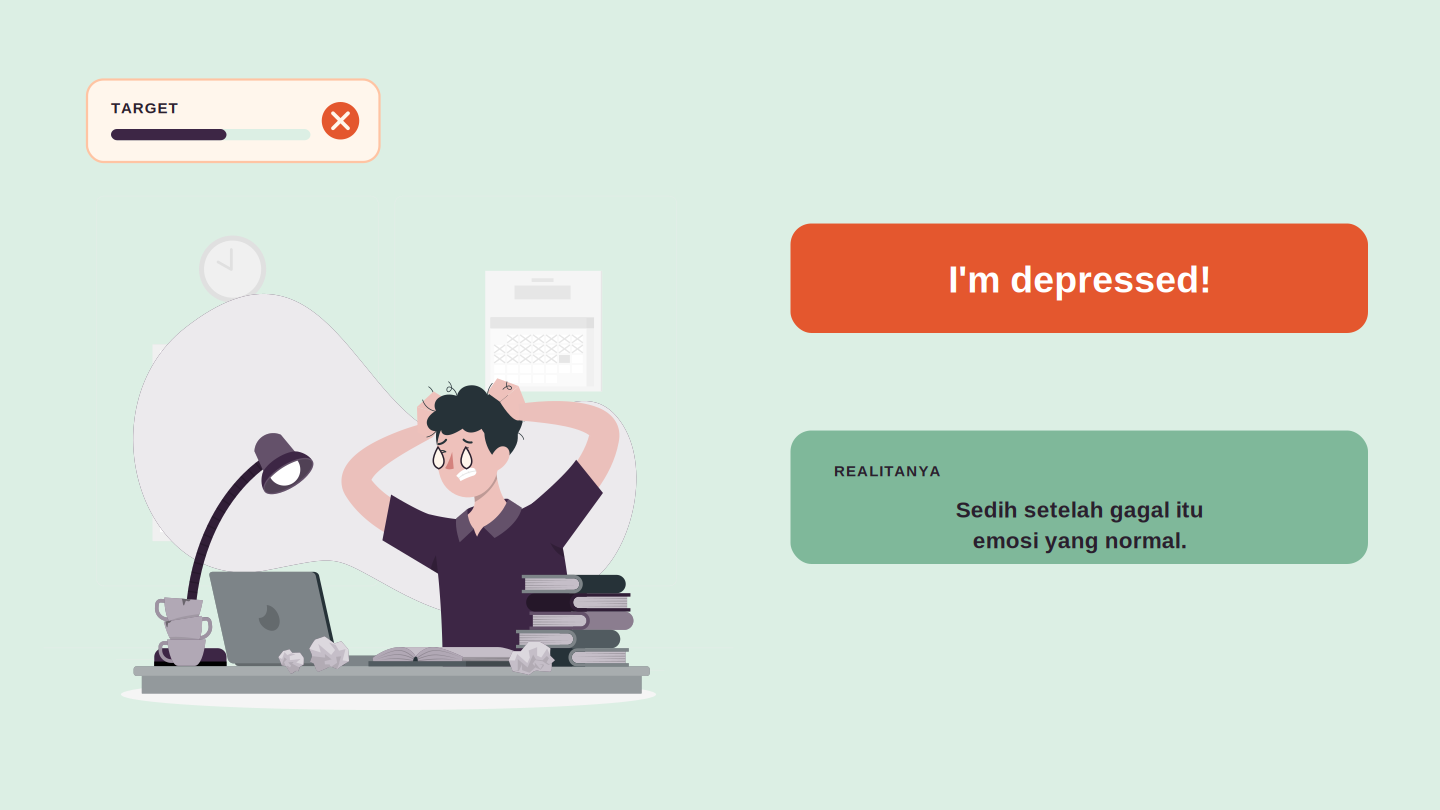 TARGET
I'm depressed!
REALITANYA
Sedih setelah gagal itu
emosi yang normal.